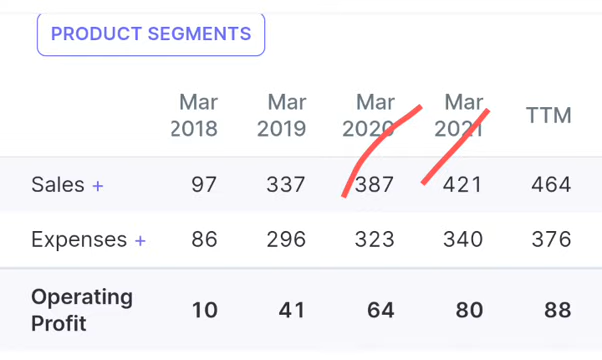 PRODUCT SEGMENTS
Mar 2018 Mar 2019 Mar 2020 Mar 2021 TTM
Sales + 97 337 387 421 464
Expenses + 86 296 323 340 376
Operating Profit 10 41 64 80 88